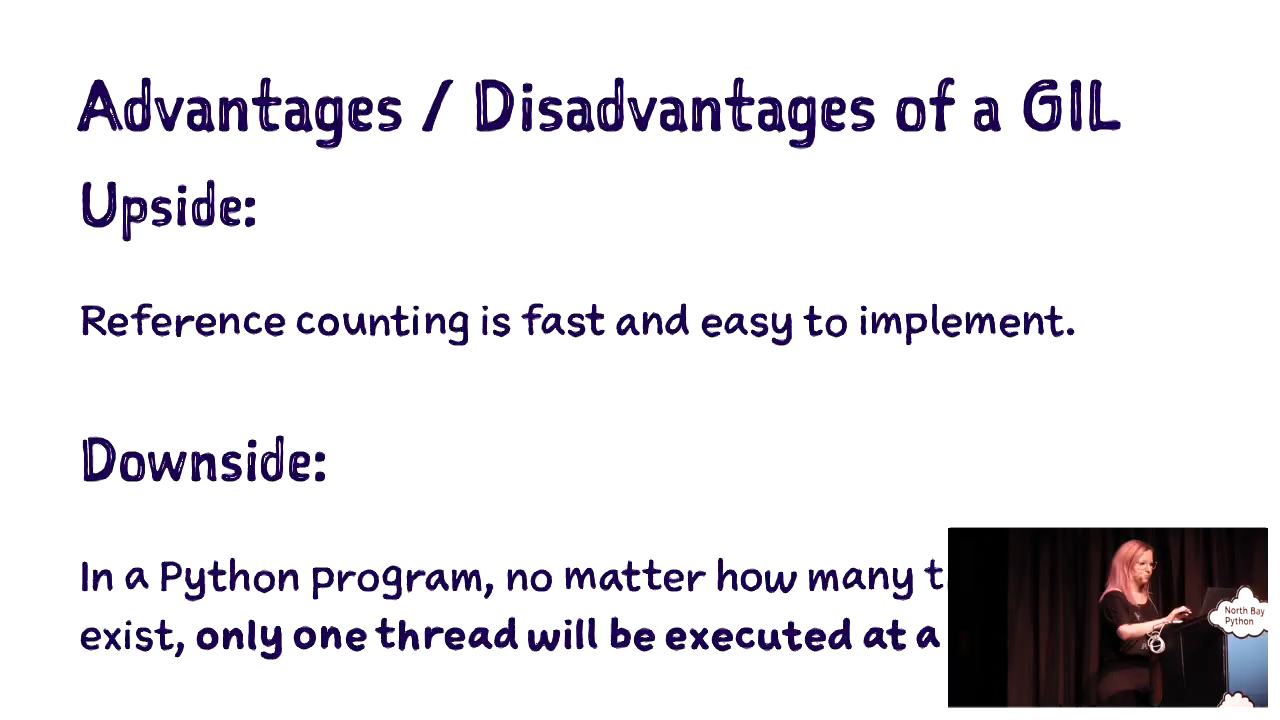 Advantages / Disadvantages of a GIL
Upside:
Reference counting is fast and easy to implement.
Downside:
In a Python program, no matter how many t
exist, only one thread will be executed at a
North Bay
Python